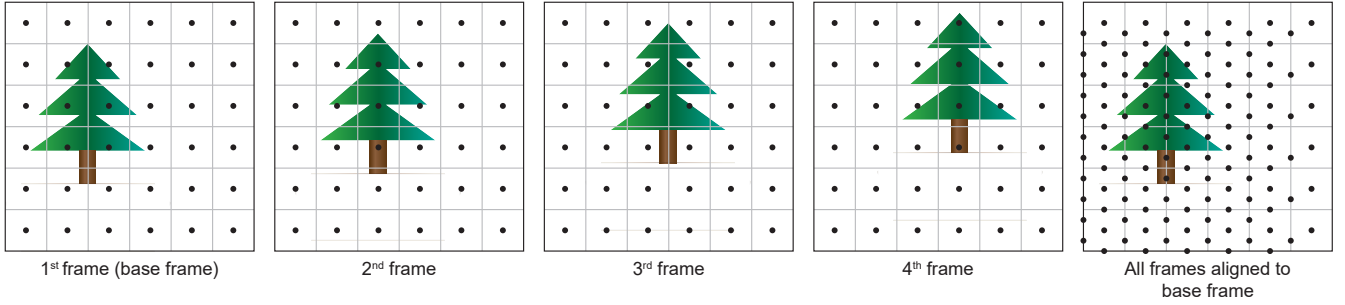 1st frame (base frame)
2nd frame
3rd frame
4th frame
All frames aligned to
base frame